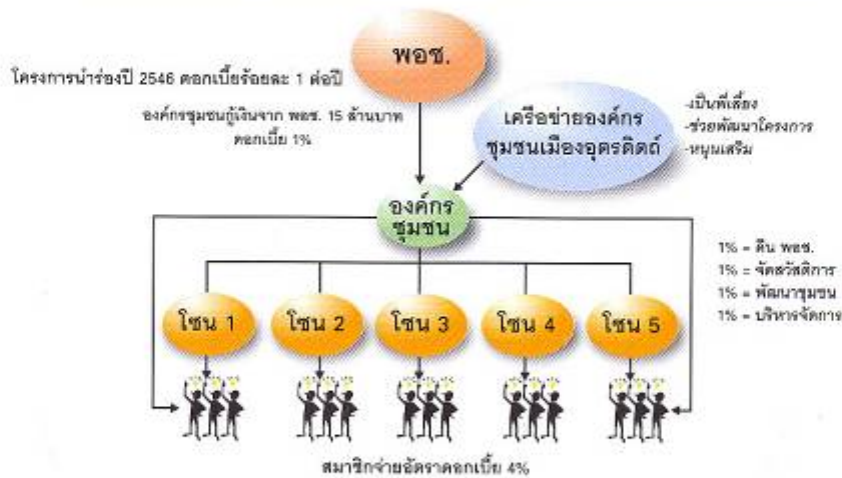 พอช.
โครงการนำร่องปี 2546 ดอกเบี้ยร้อยละ 1 ต่อปี
องค์กรชุมชนกู้เงินจาก พอช. 15 ล้านบาท
ดอกเบี้ย 1%
เครือข่ายองค์กร
ชุมชนเมืองอุตรดิตถ์
-เป็นพี่เลี้ยง
-ช่วยพัฒนาโครงการ
-หนุนเสริม
องค์กร
ชุมชน
1% = คืน พอช.
1% = จัดสวัสดิการ
1% = พัฒนาชุมชน
1% = บริหารจัดการ
โซน 1
โซน 2
โซน 3
โซน 4
โซน 5
สมาชิกจ่ายอัตราดอกเบี้ย 4%